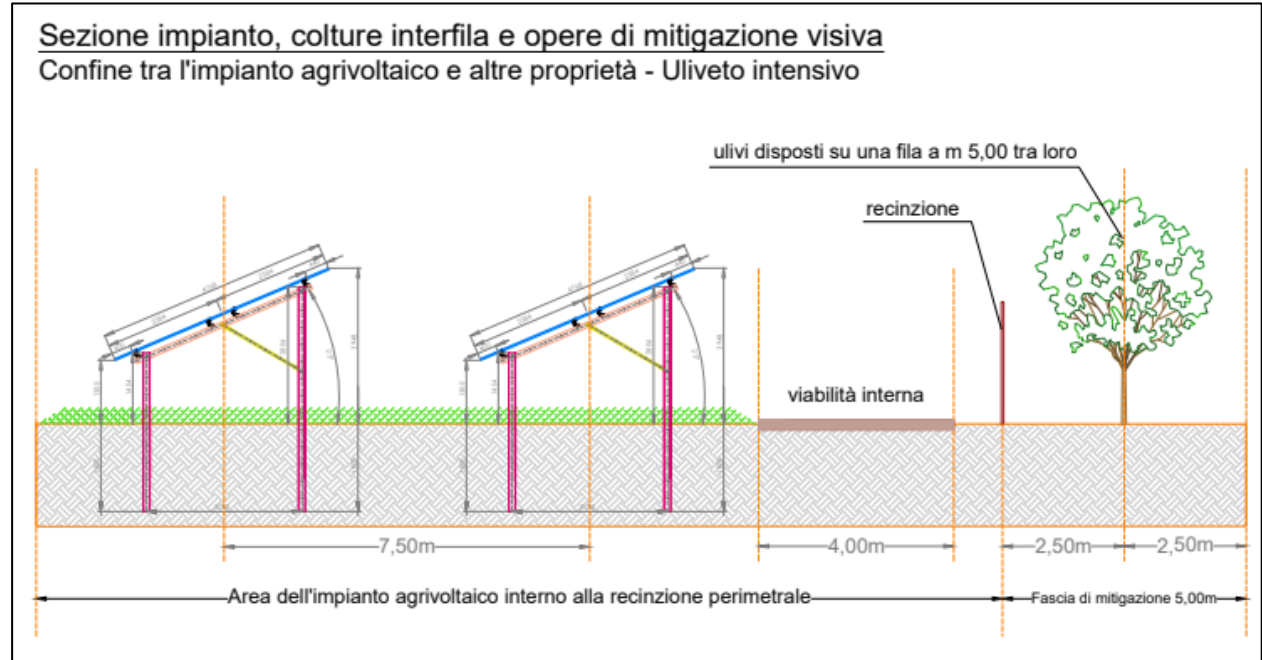 Sezione impianto, colture interfila e opere di mitigazione visiva
Confine tra l'impianto agrivoltaico e altre proprietà - Uliveto intensivo
ulivi disposti su una fila a m 5,00 tra loro
recinzione
viabilità interna
7,50m
4,00m
2,50m
2,50m
Area dell'impianto agrivoltaico interno alla recinzione perimetrale
Fascia di mitigazione 5,00m